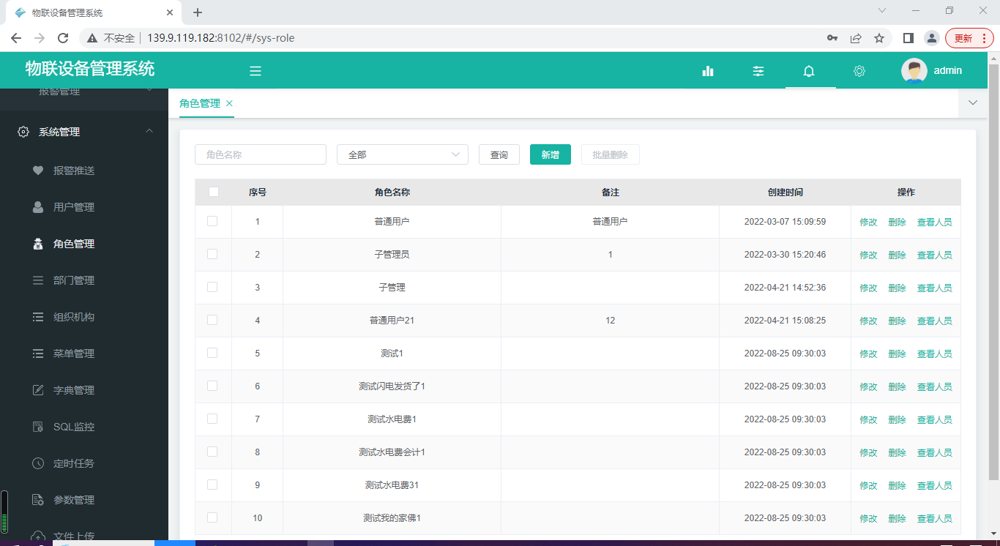 物联设备管理系统
不安全 139.9.119.182:8102/#/sys-role
更新
物联设备管理系统
admin
报警管理
系统管理
报警推送
用户管理
角色管理
部门管理
组织机构
菜单管理
字典管理
SQL监控
定时任务
参数管理
文件上传
角色管理
角色名称 全部 查询 新增 批量删除
序号 角色名称 备注 创建时间 操作
1 普通用户 普通用户 2022-03-07 15:09:59 修改 删除 查看人员
2 子管理员 1 2022-03-30 15:20:46 修改 删除 查看人员
3 子管理 2022-04-21 14:52:36 修改 删除 查看人员
4 普通用户21 12 2022-04-21 15:08:25 修改 删除 查看人员
5 测试1 2022-08-25 09:30:03 修改 删除 查看人员
6 测试闪电发货了1 2022-08-25 09:30:03 修改 删除 查看人员
7 测试水电费1 2022-08-25 09:30:03 修改 删除 查看人员
8 测试水电费会计1 2022-08-25 09:30:03 修改 删除 查看人员
9 测试水电费31 2022-08-25 09:30:03 修改 删除 查看人员
10 测试我的家佛1 2022-08-25 09:30:03 修改 删除 查看人员